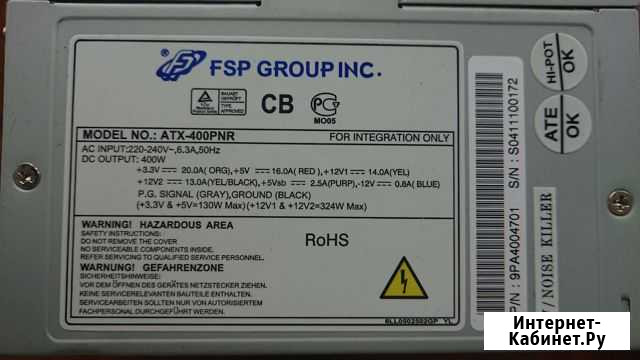 FSP GROUP INC.
BAUART GEPRÜFT
TYPE APPROVED
CB
MO05
MODEL NO.: ATX-400PNR
FOR INTEGRATION ONLY
AC INPUT:220-240V~,6.3A,50Hz
DC OUTPUT: 400W
+3.3V ⎓ 20.0A( ORG),+5V ⎓ 16.0A( RED ),+12V1 ⎓ 14.0A(YEL)
+12V2 ⎓ 13.0A(YEL/BLACK),+5Vsb ⎓ 2.5A(PURP),-12V ⎓ 0.8A( BLUE)
P.G. SIGNAL (GRAY),GROUND (BLACK)
(+3.3V & +5V=130W Max) (+12V1 & +12V2=324W Max)
WARNING! HAZARDOUS AREA
SAFETY INSTRUCTIONS:
DO NOT REMOVE THE COVER
NO SERVICEABLE COMPONENTS INSIDE
REFER SERVICING TO QUALIFIED SERVICE PERSONNEL.
RoHS
WARNUNG! GEFAHRENZONE
SICHERHEITSHINWEISE:
VOR DEM ÖFFNEN DES GERÄTES NETZSTECKER ZIEHEN
KEINE SERVICERELEVANTEN BAUTEILE ENTHALTEN
SERVICEARBEITEN SOLLTEN NUR VON AUTORISIERTEM
FACHHÄNDLERN DURCHGEFÜHRT WERDEN.
P/N : 9PA4004701
S/N : S0411100172
/ NOISE KILLER
HI-POT
OK
ATE
OK
Интернет-
Кабинет.Ру